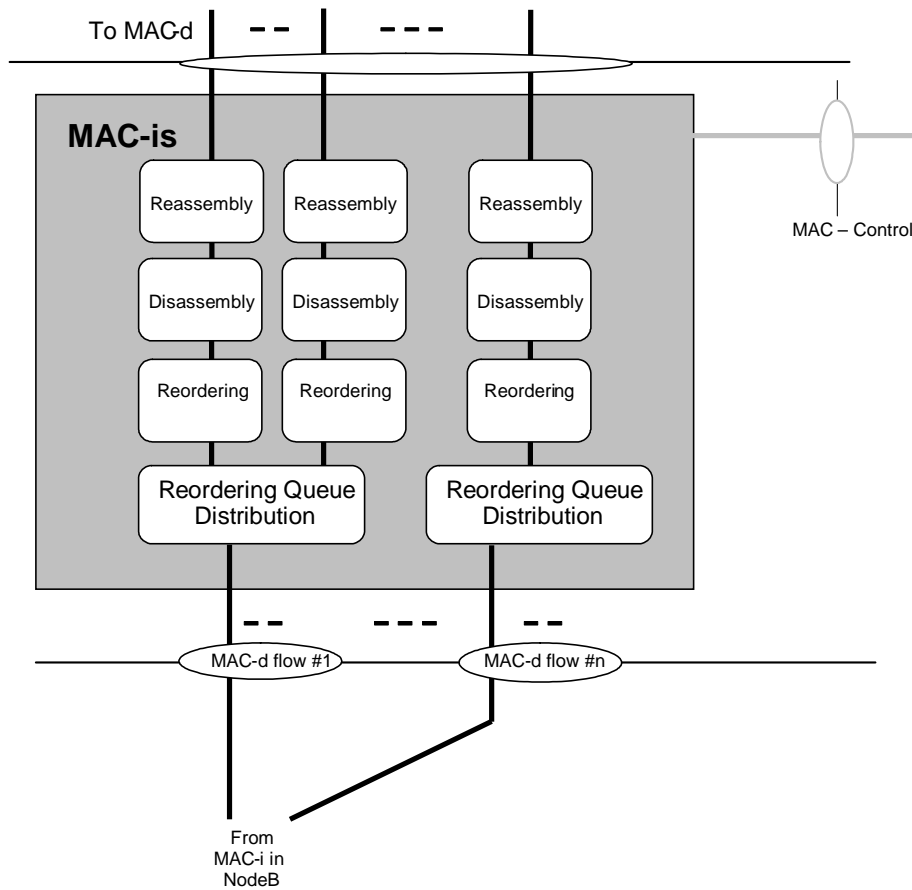 To MAC-d
MAC-is
Reassembly
Reassembly
Reassembly
MAC – Control
Disassembly
Disassembly
Disassembly
Reordering
Reordering
Reordering
Reordering Queue
Distribution
Reordering Queue
Distribution
MAC-d flow #1
MAC-d flow #n
From
MAC-i in
NodeB